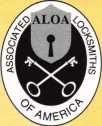 ALOA
ASSOCIATED LOCKSMITHS
OF AMERICA